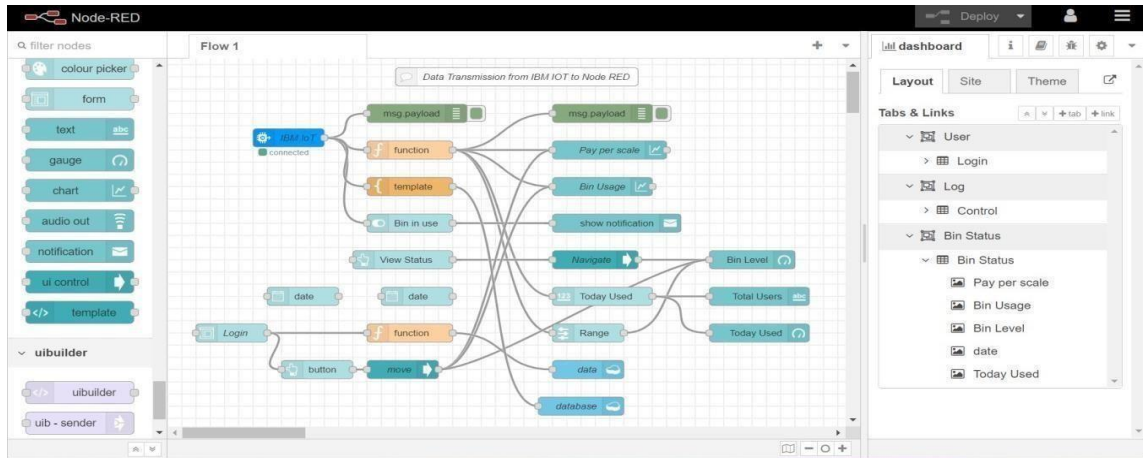 Node-RED
Deploy
filter nodes
colour picker
form
text
abc
gauge
chart
audio out
notification
ui control
</> template
uibuilder
</> uibuilder
uib - sender
Flow 1
Data Transmission from IBM IOT to Node RED
msg.payload
msg.payload
IBM IoT
connected
function
Pay per scale
template
Bin Usage
Bin in use
show notification
View Status
Navigate
Bin Level
date
date
123 Today Used
Total Users abc
Login
function
Range
Today Used
button
move
data
database
dashboard
i
Layout
Site
Theme
Tabs & Links
+ tab
+ link
User
Login
Log
Control
Bin Status
Bin Status
Pay per scale
Bin Usage
Bin Level
date
Today Used